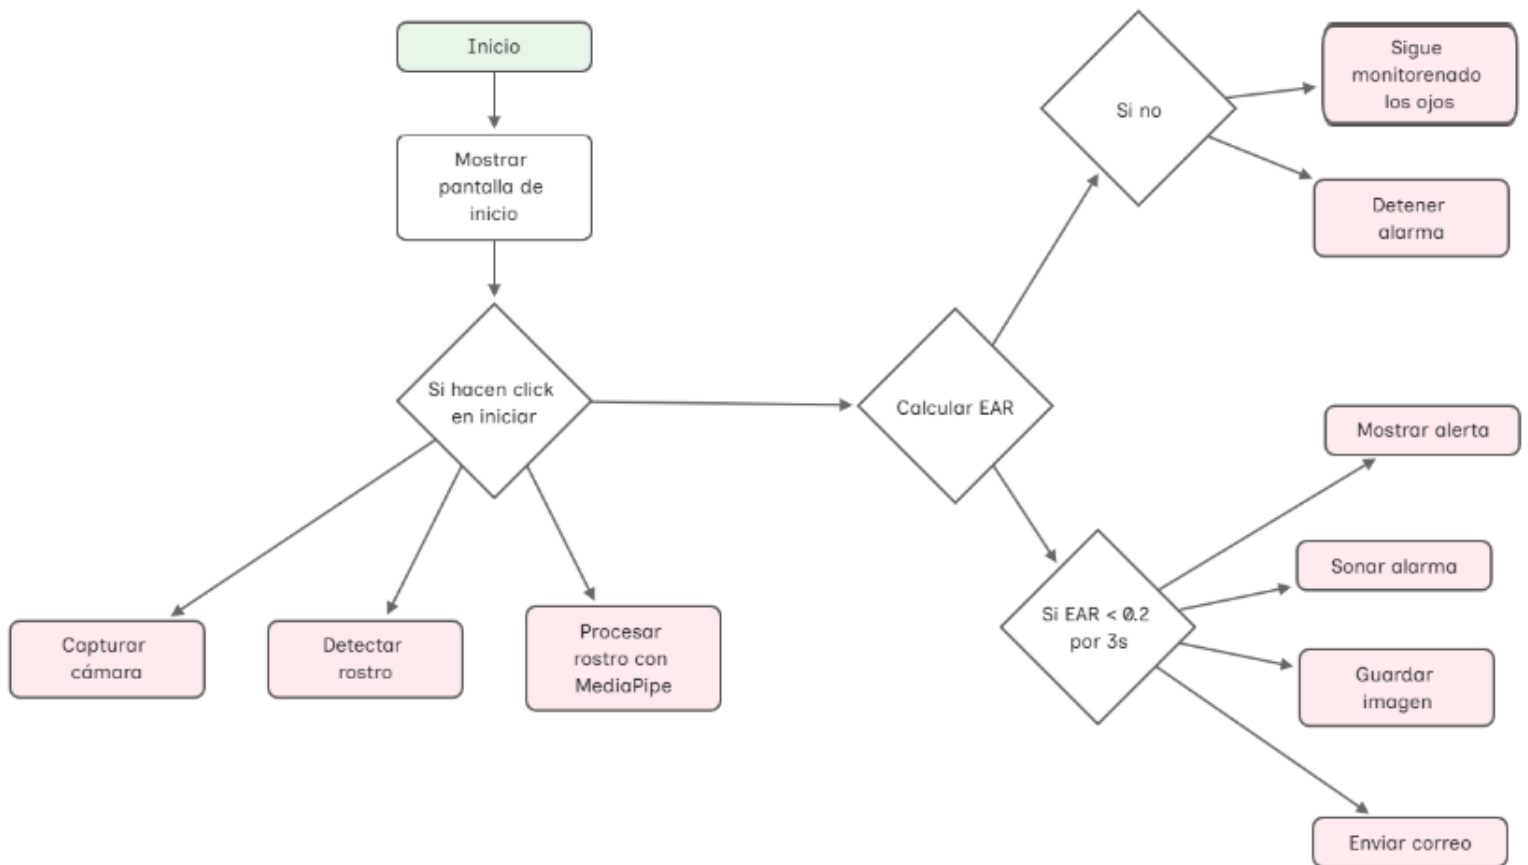 Inicio
Mostrar
pantalla de
inicio
Si hacen click
en iniciar
Capturar
cámara
Detectar
rostro
Procesar
rostro con
MediaPipe
Calcular EAR
Si no
Sigue
monitorenado
los ojos
Detener
alarma
Si EAR < 0.2
por 3s
Mostrar alerta
Sonar alarma
Guardar
imagen
Enviar correo